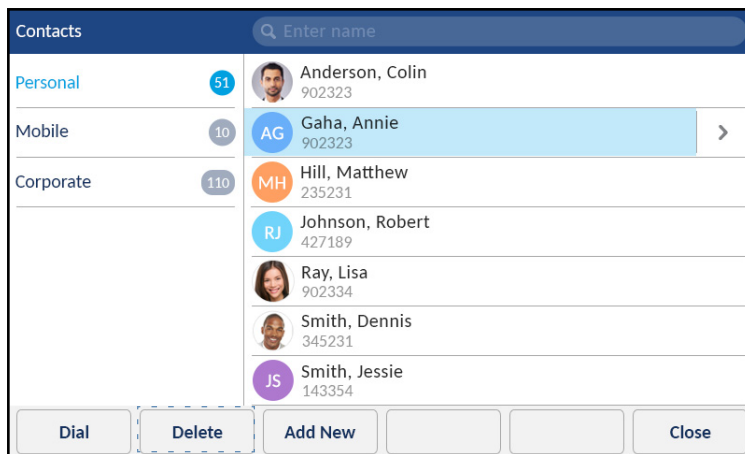 Contacts
Enter name
Personal 51
Mobile 10
Corporate 110
Anderson, Colin
902323
AG
Gaha, Annie
902323
MH
Hill, Matthew
235231
RJ
Johnson, Robert
427189
Ray, Lisa
902334
Smith, Dennis
345231
JS
Smith, Jessie
143354
Dial Delete Add New Close